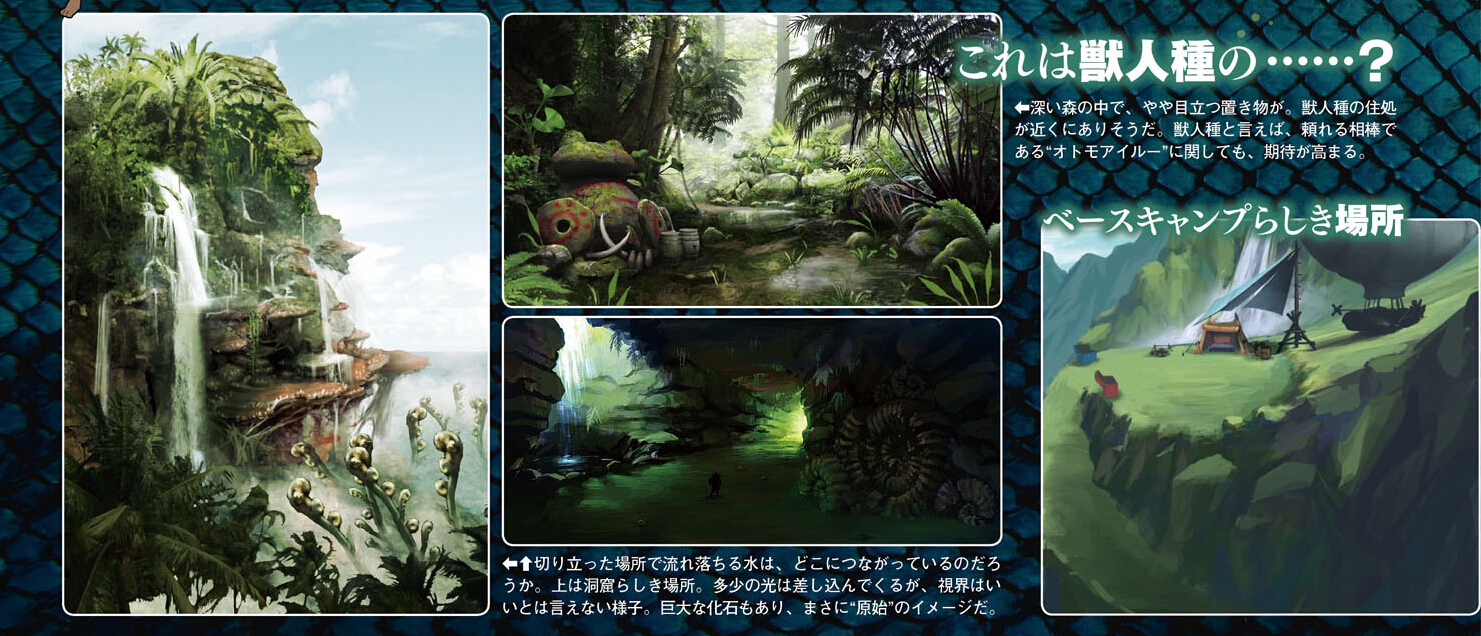 これは獣人種の……？
←深い森の中で、やや目立つ置き物が。獣人種の住処
が近くにありそうだ。獣人種と言えば、頼れる相棒で
ある“オトモアイルー”に関しても、期待が高まる。
ベースキャンプらしき場所
←↑切り立った場所で流れ落ちる水は、どこにつながっているのだろ
うか。上は洞窟らしき場所。多少の光は差し込んでくるが、視界はい
いとは言えない様子。巨大な化石もあり、まさに“原始”のイメージだ。